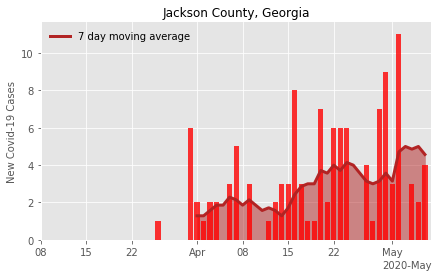 Jackson County, Georgia
7 day moving average
New Covid-19 Cases
10
8
6
4
2
0
08 15 22 Apr 08 15 22 May
2020-May